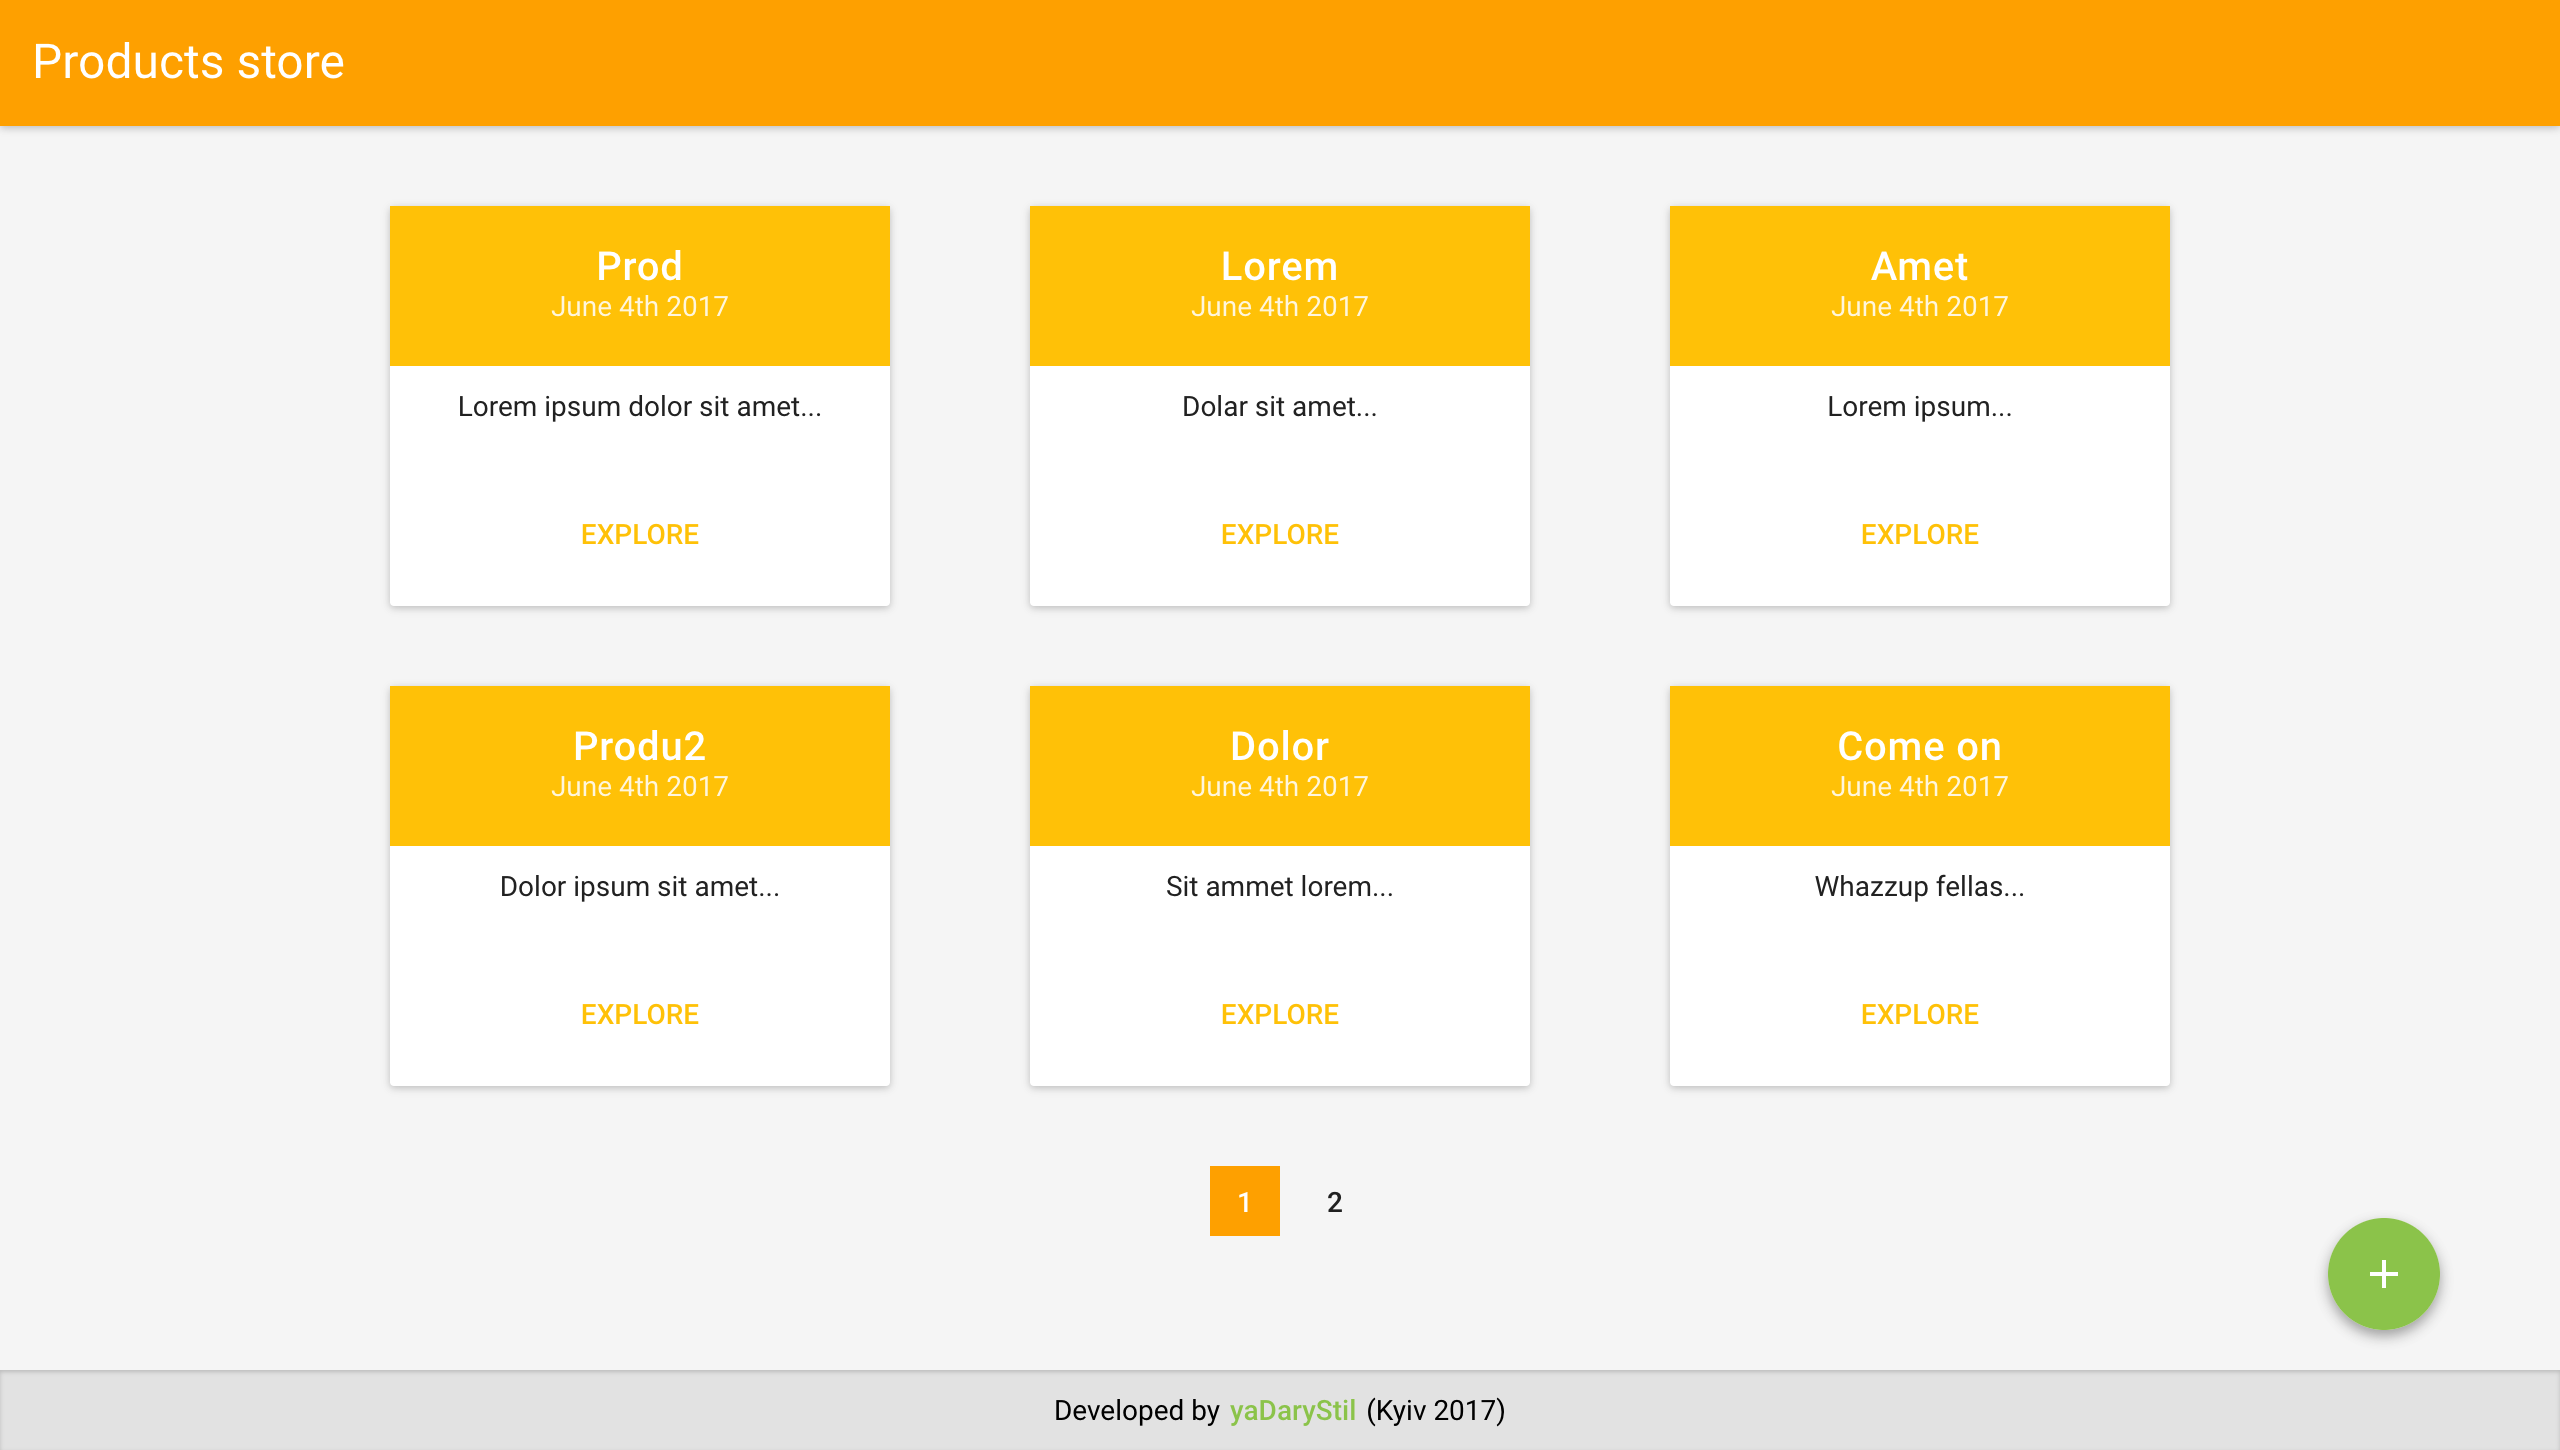 Products store
Prod
June 4th 2017
Lorem ipsum dolor sit amet...
EXPLORE
Lorem
June 4th 2017
Dolar sit amet...
EXPLORE
Amet
June 4th 2017
Lorem ipsum...
EXPLORE
Produ2
June 4th 2017
Dolor ipsum sit amet...
EXPLORE
Dolor
June 4th 2017
Sit ammet lorem...
EXPLORE
Come on
June 4th 2017
Whazzup fellas...
EXPLORE
1 2
Developed by yaDaryStil (Kyiv 2017)